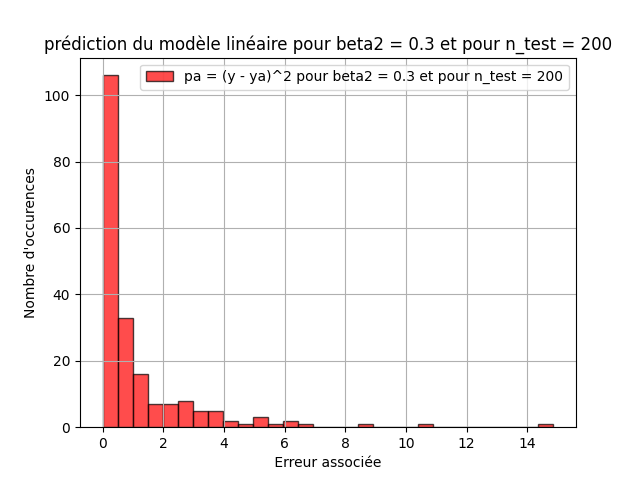 prédiction du modèle linéaire pour beta2 = 0.3 et pour n_test = 200
pa = (y - ya)^2 pour beta2 = 0.3 et pour n_test = 200
Nombre d'occurences
100
80
60
40
20
0
0 2 4 6 8 10 12 14
Erreur associée